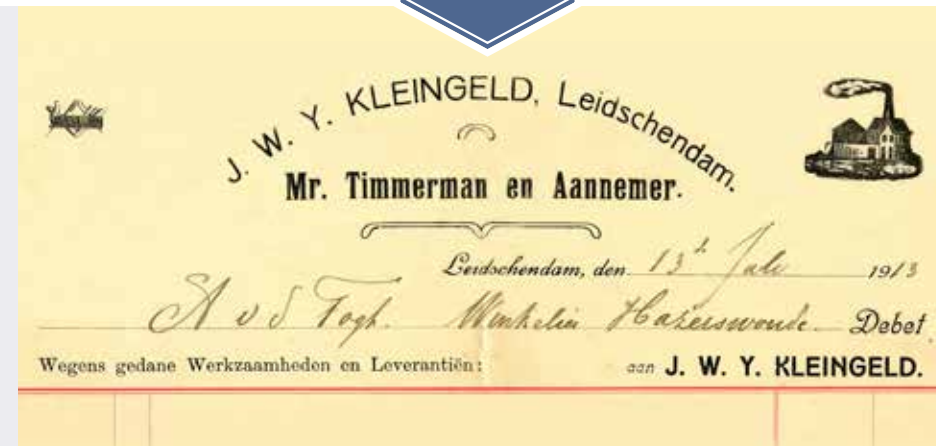 J. W. Y. KLEINGELD, Leidschendam.
Mr. Timmerman en Aannemer.
Leidschendam, den 13 Juli 1913
A v d Togt. Winkelier Hazerswoude Debet
Wegens gedane Werkzaamheden en Leverantiën: aan J. W. Y. KLEINGELD.